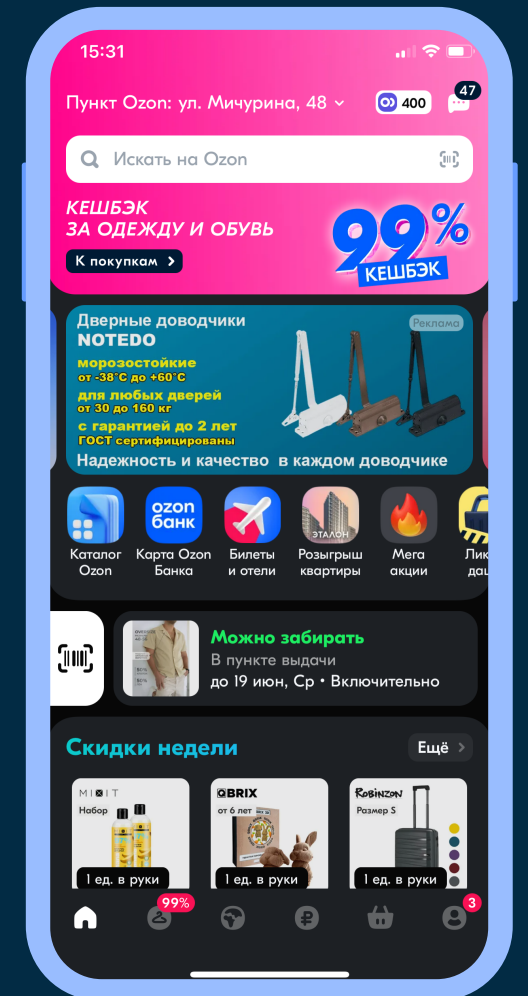 15:31
Пункт Ozon: ул. Мичурина, 48
400
47
Искать на Ozon
КЕШБЭК
ЗА ОДЕЖДУ И ОБУВЬ
К покупкам
99%
КЕШБЭК
Дверные доводчики
NOTEDO
Реклама
морозостойкие
от -38°С до +60°С
для любых дверей
от 30 до 160 кг
с гарантией до 2 лет
ГОСТ сертифицированы
Надежность и качество в каждом доводчике
ozon
банк
ЭТАЛОН
Каталог
Ozon
Карта Ozon
Банка
Билеты
и отели
Розыгрыш
квартиры
Мега
акции
Лик
дац
Можно забирать
В пункте выдачи
до 19 июн, Ср • Включительно
Скидки недели
Ещё
MIXIT
Набор
1 ед. в руки
QBRIX
от 6 лет
1 ед. в руки
ROBINZON
Размер S
1 ед. в руки
99%
3